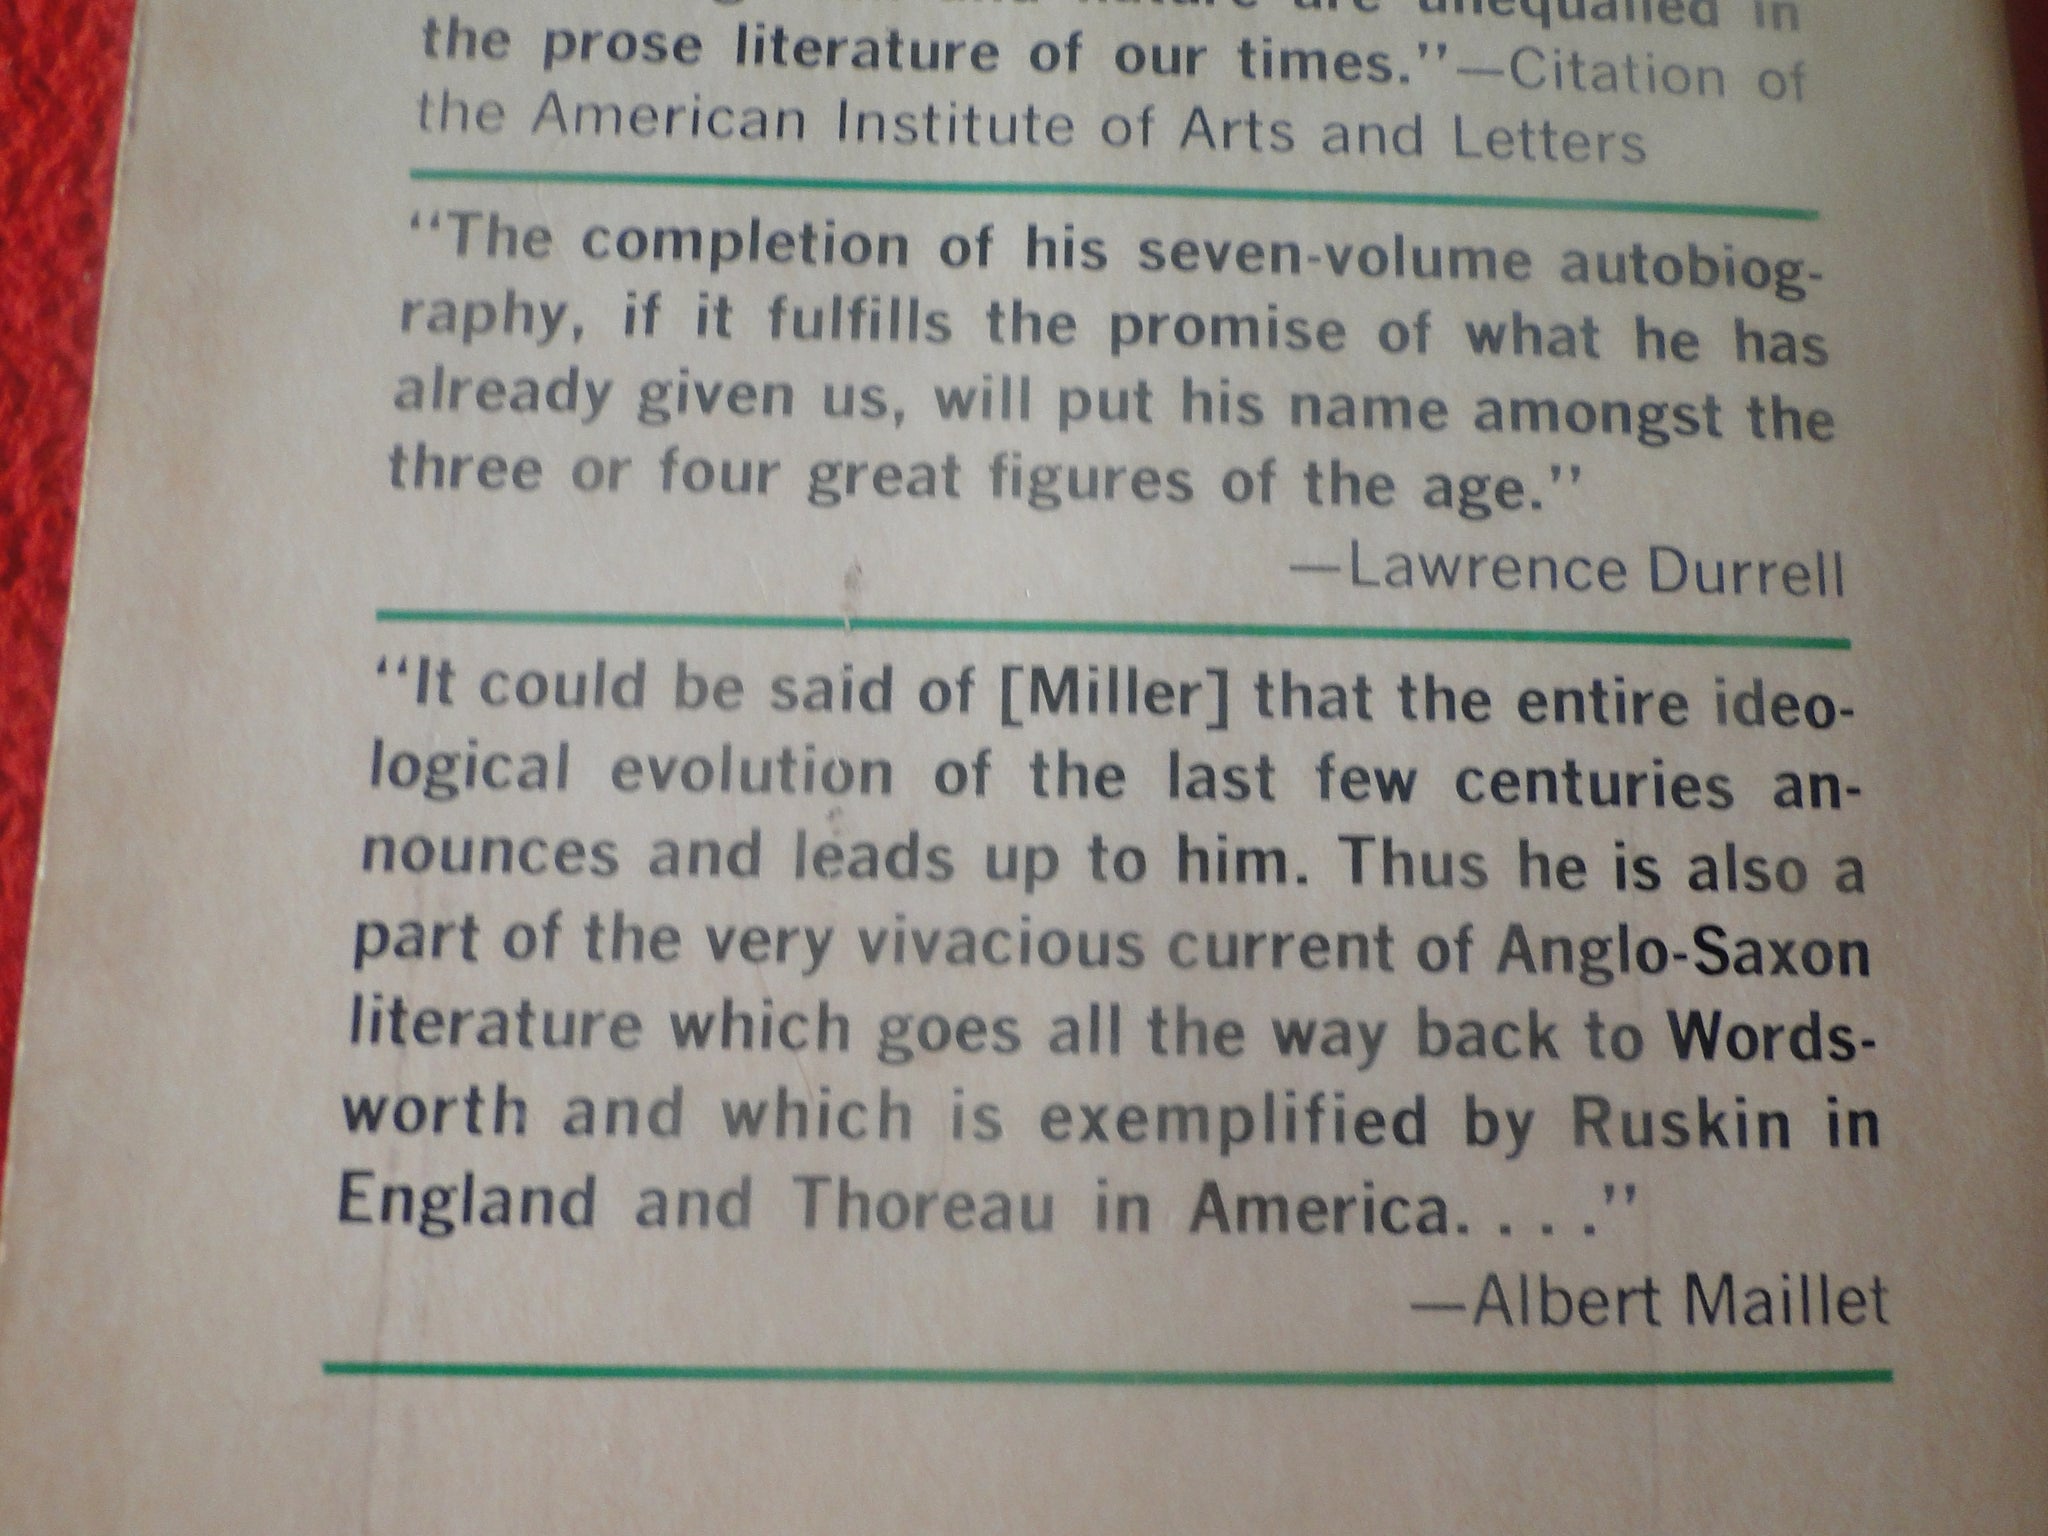 are unequalled in
the prose literature of our times."—Citation of
the American Institute of Arts and Letters
"The completion of his seven-volume autobiog-
raphy, if it fulfills the promise of what he has
already given us, will put his name amongst the
three or four great figures of the age."
—Lawrence Durrell
"It could be said of [Miller] that the entire ideo-
logical evolution of the last few centuries an-
nounces and leads up to him. Thus he is also a
part of the very vivacious current of Anglo-Saxon
literature which goes all the way back to Words-
worth and which is exemplified by Ruskin in
England and Thoreau in America. . . ."
—Albert Maillet